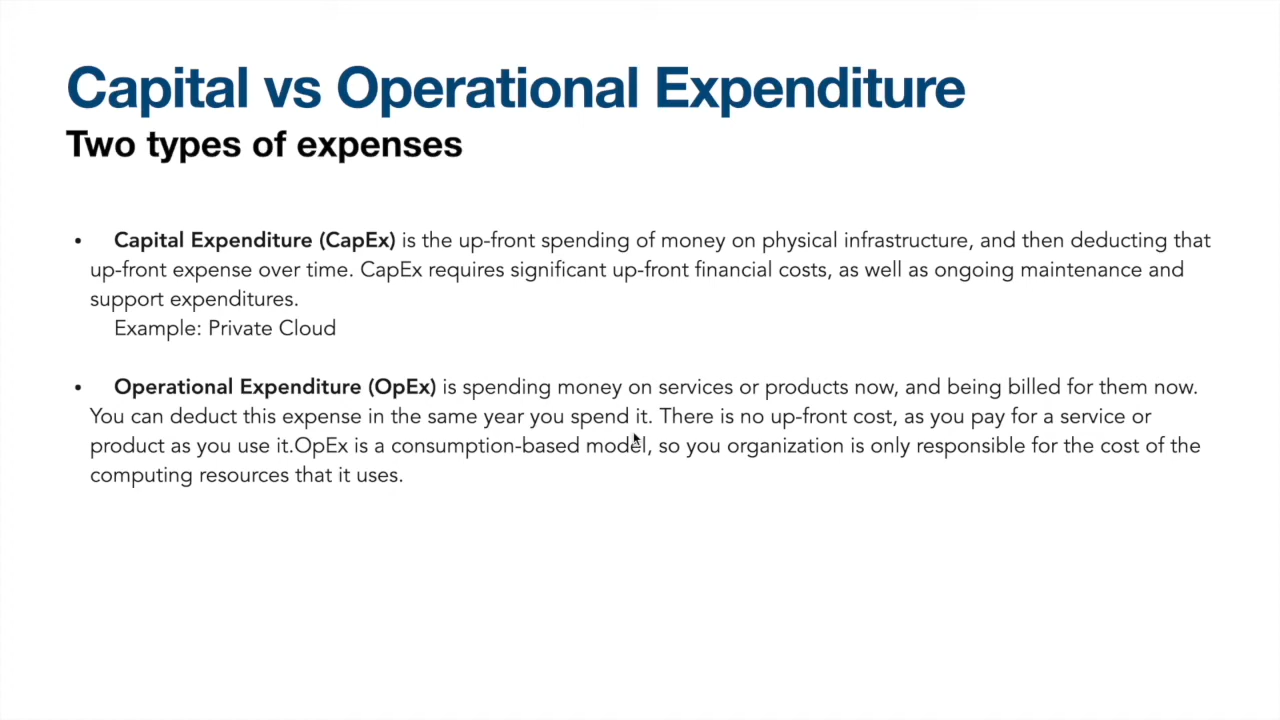 Capital vs Operational Expenditure
Two types of expenses
• Capital Expenditure (CapEx) is the up-front spending of money on physical infrastructure, and then deducting that
up-front expense over time. CapEx requires significant up-front financial costs, as well as ongoing maintenance and
support expenditures.
Example: Private Cloud
• Operational Expenditure (OpEx) is spending money on services or products now, and being billed for them now.
You can deduct this expense in the same year you spend it. There is no up-front cost, as you pay for a service or
product as you use it.OpEx is a consumption-based model, so you organization is only responsible for the cost of the
computing resources that it uses.